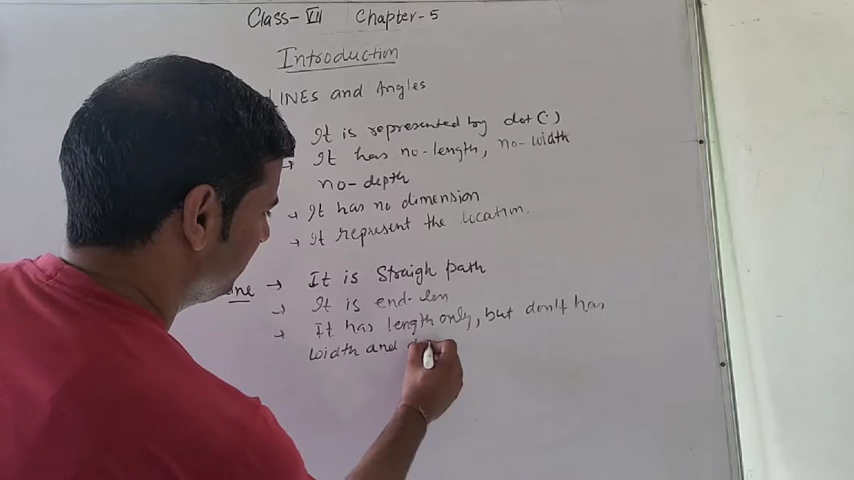 Class- VII Chapter-5
Introduction
LINES and Angles
It is represented by dot (·)
→ It has no-length, no-width
no-depth
→ It has no dimension
→ It represent the location.
ine → It is Straigh path
→ It is end-len
→ It has length only, but don't has
width and d